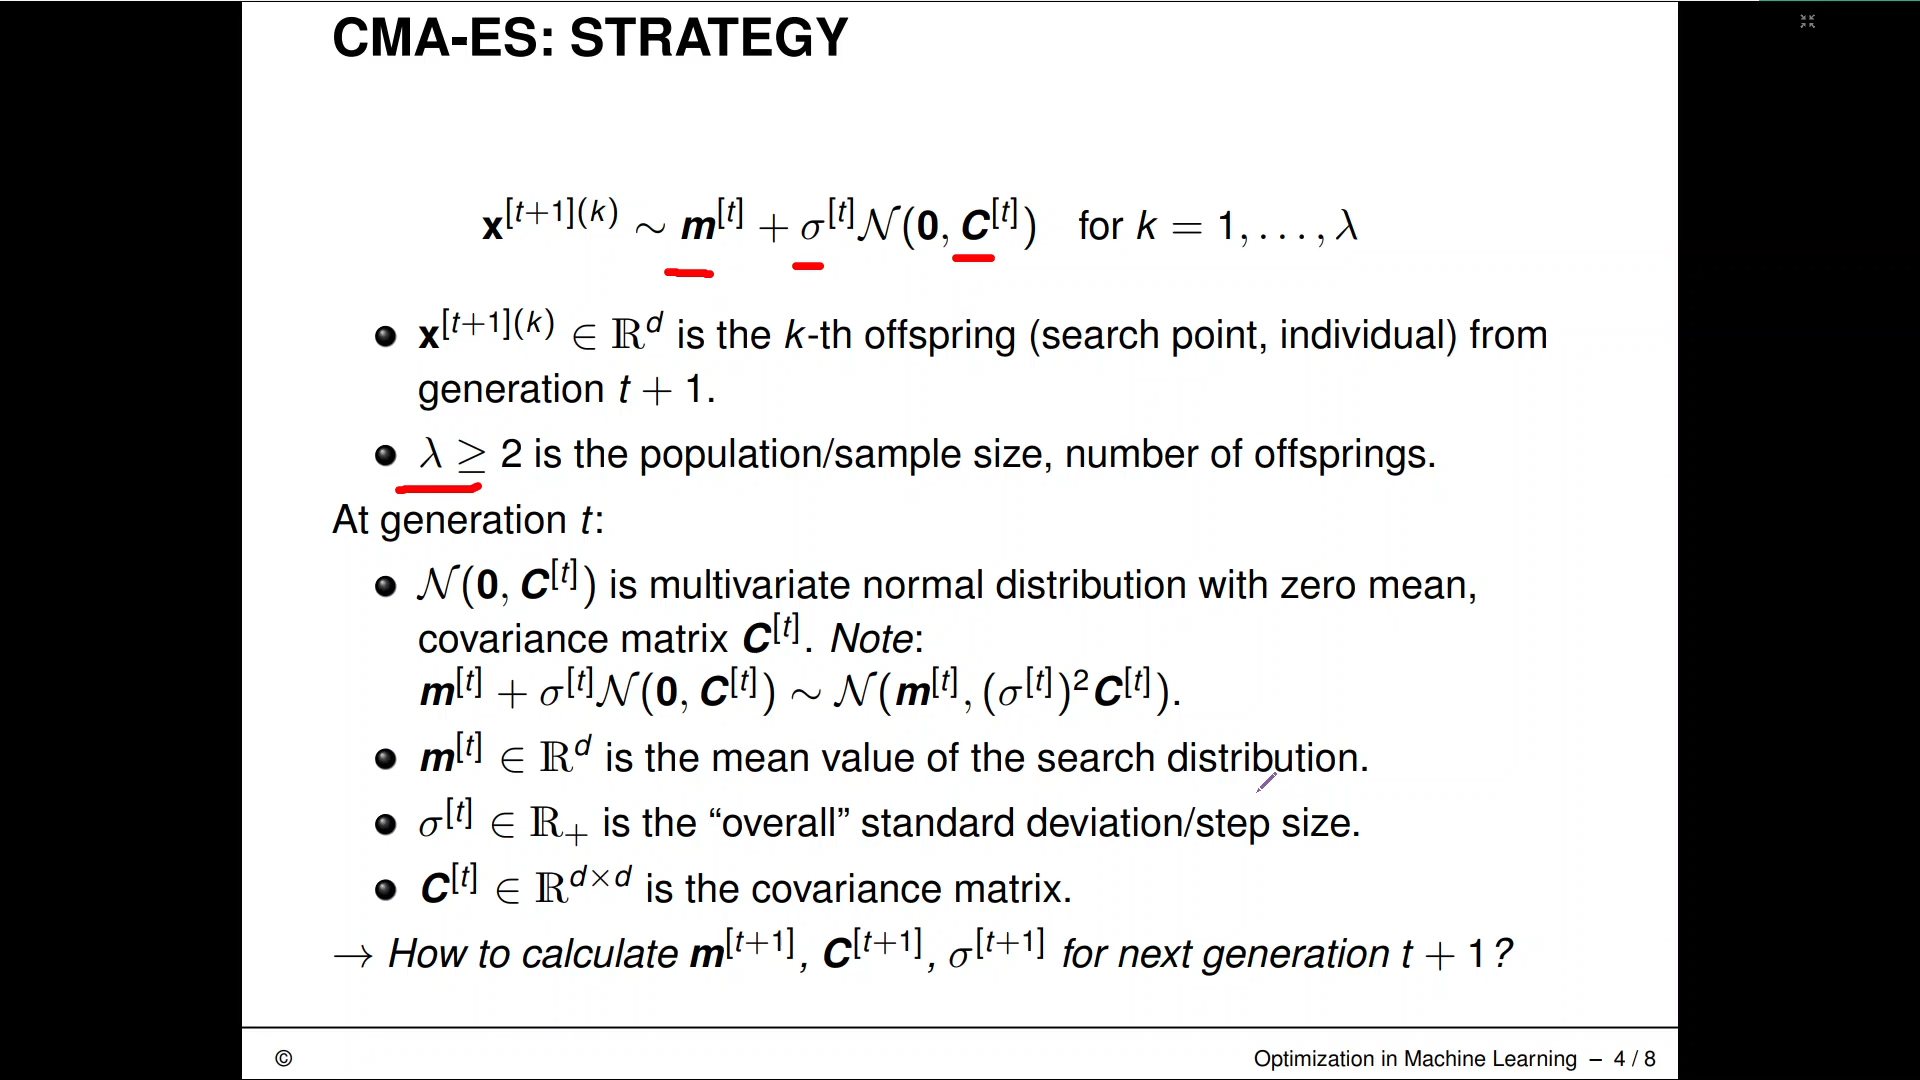 CMA-ES: STRATEGY
x^[t+1](k) ∼ m^[t] + σ^[t] 𝒩(0, C^[t]) for k = 1, . . . , λ
x^[t+1](k) ∈ ℝ^d is the k-th offspring (search point, individual) from
generation t + 1.
λ ≥ 2 is the population/sample size, number of offsprings.
At generation t:
𝒩(0, C^[t]) is multivariate normal distribution with zero mean,
covariance matrix C^[t]. Note:
m^[t] + σ^[t] 𝒩(0, C^[t]) ∼ 𝒩(m^[t], (σ^[t])^2 C^[t]).
m^[t] ∈ ℝ^d is the mean value of the search distribution.
σ^[t] ∈ ℝ_+ is the “overall” standard deviation/step size.
C^[t] ∈ ℝ^d×d is the covariance matrix.
→ How to calculate m^[t+1], C^[t+1], σ^[t+1] for next generation t + 1?
© Optimization in Machine Learning – 4 / 8